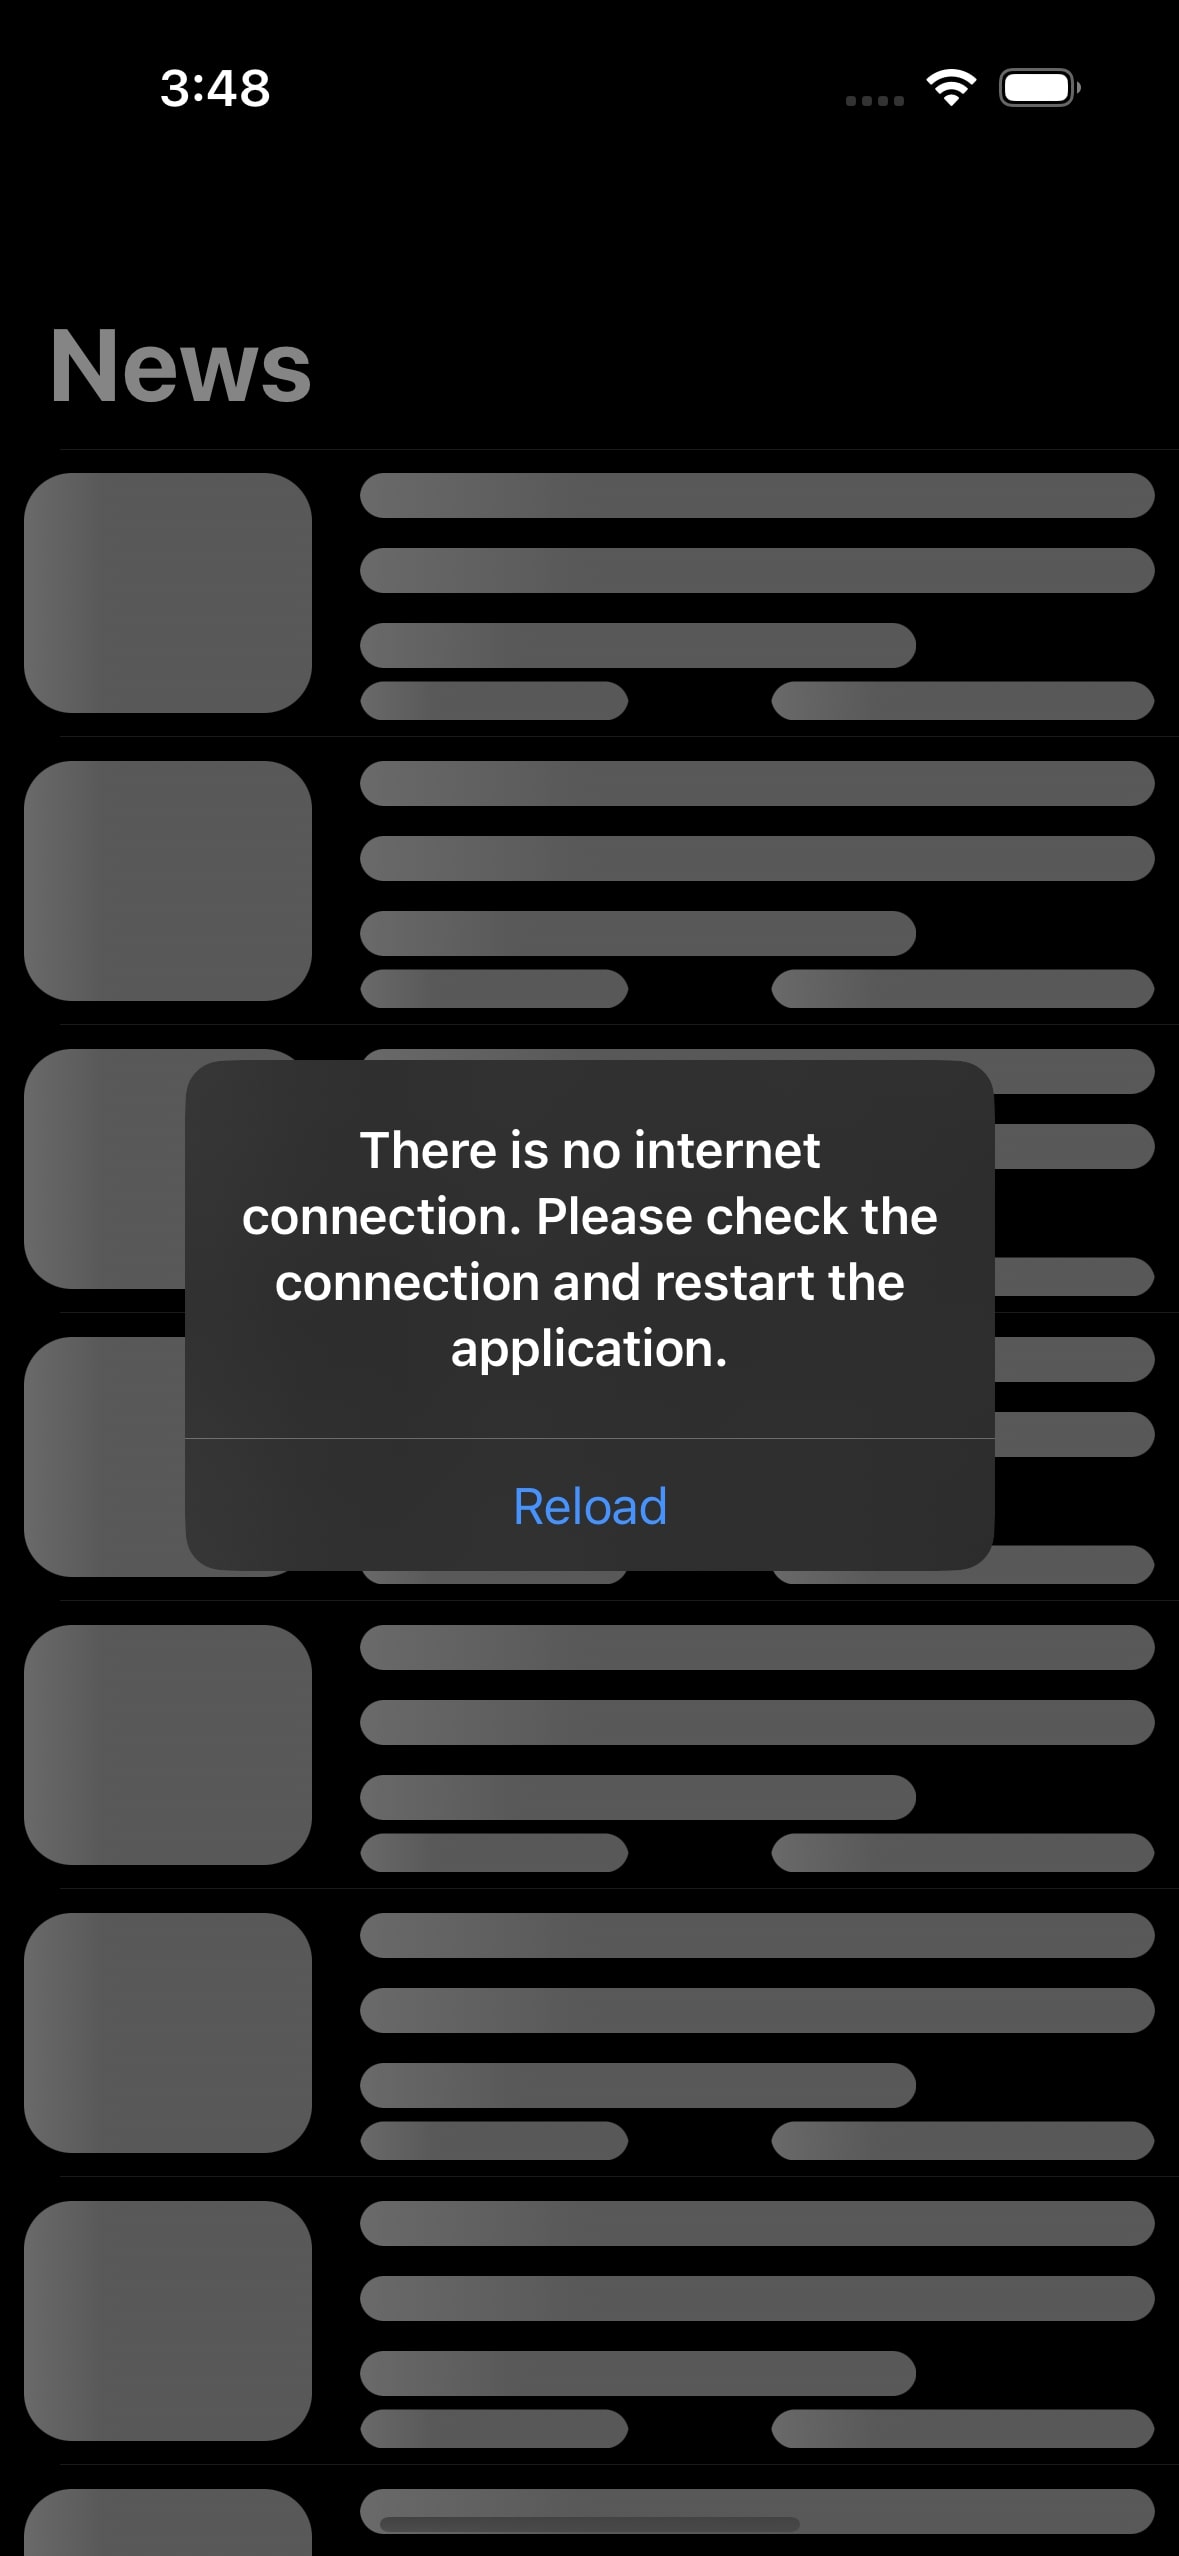 3:48
News
There is no internet
connection. Please check the
connection and restart the
application.
Reload